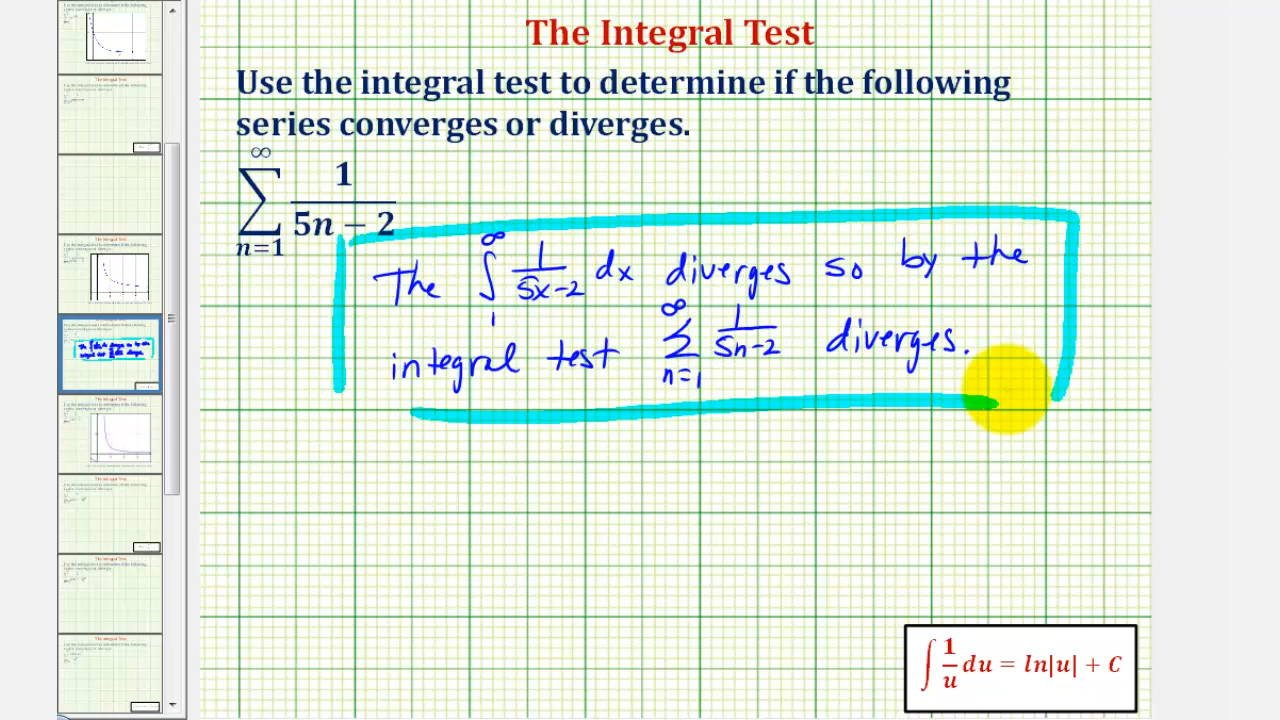 The Integral Test
Use the integral test to determine if the following
series converges or diverges.
∞
∑ 1/(5n − 2)
n=1
The ∫₁^∞ 1/(5x−2) dx diverges so by the
integral test ∑_{n=1}^∞ 1/(5n−2) diverges.
∫ 1/u du = ln|u| + C